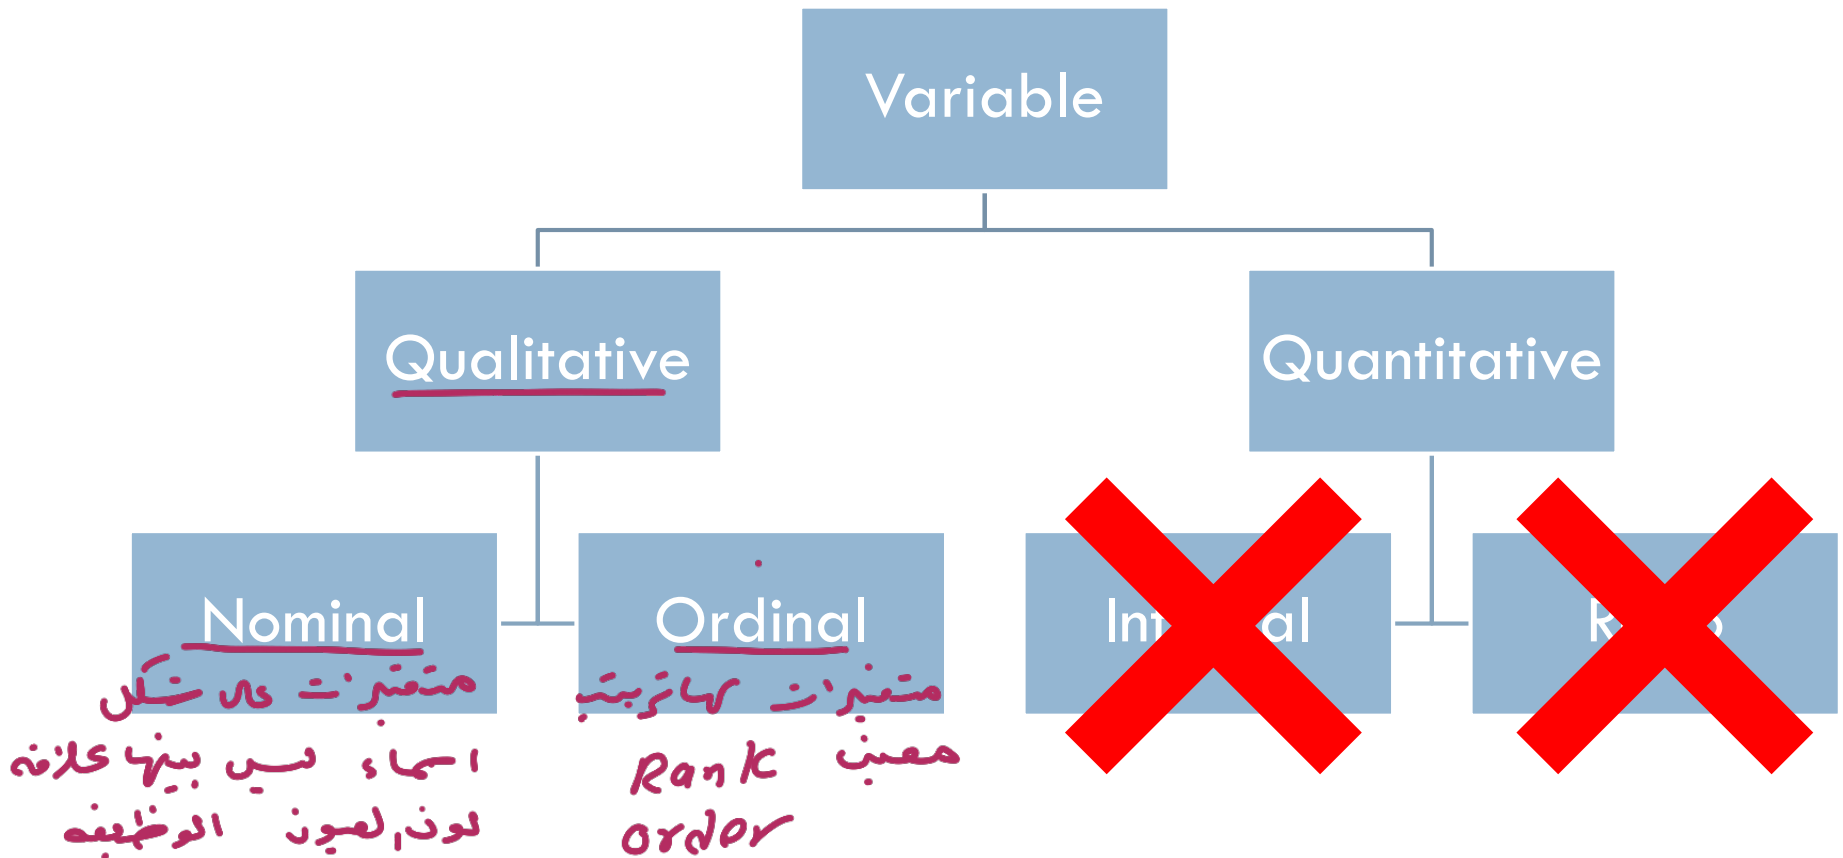 Variable
Qualitative
Quantitative
Nominal
Ordinal
متغيرات على شكل
اسماء ليس بينها علاقه
لون العيون الوظيفه
متغيرات لها ترتيب
معين Rank
order